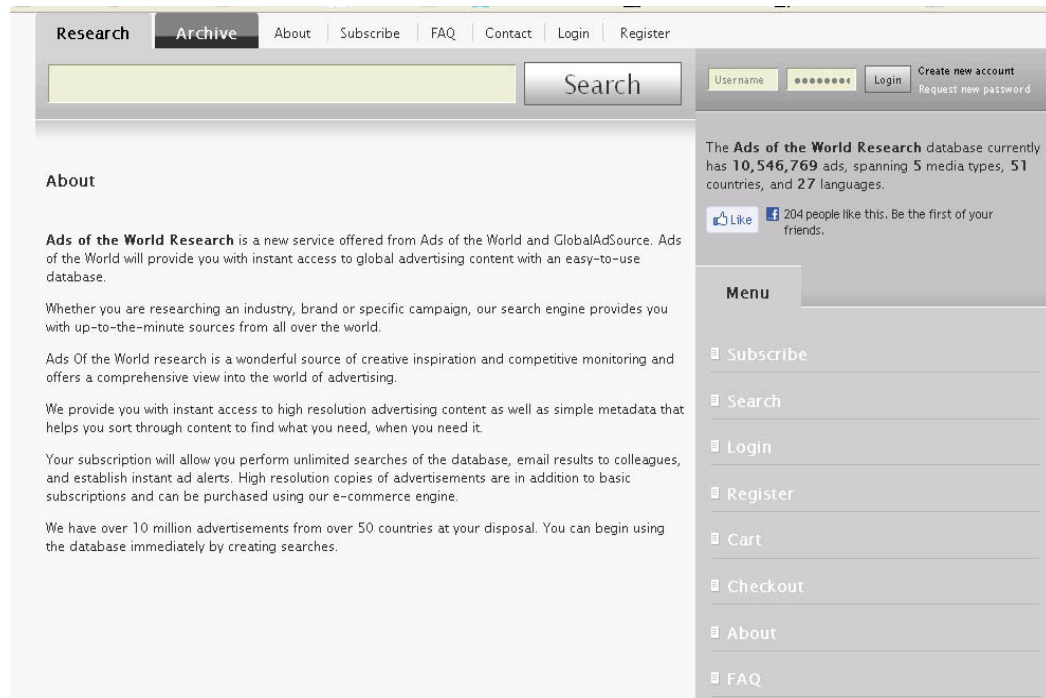 Research Archive About Subscribe FAQ Contact Login Register
Search
Username Login Create new account
Request new password
About
Ads of the World Research is a new service offered from Ads of the World and GlobalAdSource. Ads
of the World will provide you with instant access to global advertising content with an easy-to-use
database.
Whether you are researching an industry, brand or specific campaign, our search engine provides you
with up-to-the-minute sources from all over the world.
Ads Of the World research is a wonderful source of creative inspiration and competitive monitoring and
offers a comprehensive view into the world of advertising.
We provide you with instant access to high resolution advertising content as well as simple metadata that
helps you sort through content to find what you need, when you need it.
Your subscription will allow you perform unlimited searches of the database, email results to colleagues,
and establish instant ad alerts. High resolution copies of advertisements are in addition to basic
subscriptions and can be purchased using our e-commerce engine.
We have over 10 million advertisements from over 50 countries at your disposal. You can begin using
the database immediately by creating searches.
The Ads of the World Research database currently
has 10,546,769 ads, spanning 5 media types, 51
countries, and 27 languages.
Like 204 people like this. Be the first of your
friends.
Menu
Subscribe
Search
Login
Register
Cart
Checkout
About
FAQ